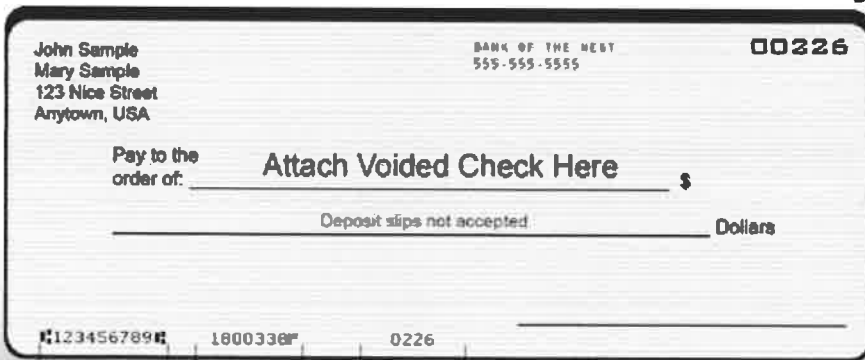 John Sample
Mary Sample
123 Nice Street
Anytown, USA
BANK OF THE WEST
555-555-5555
00226
Pay to the
order of: Attach Voided Check Here $
Deposit slips not accepted Dollars
⑆123456789⑆ 1800338⑈ 0226